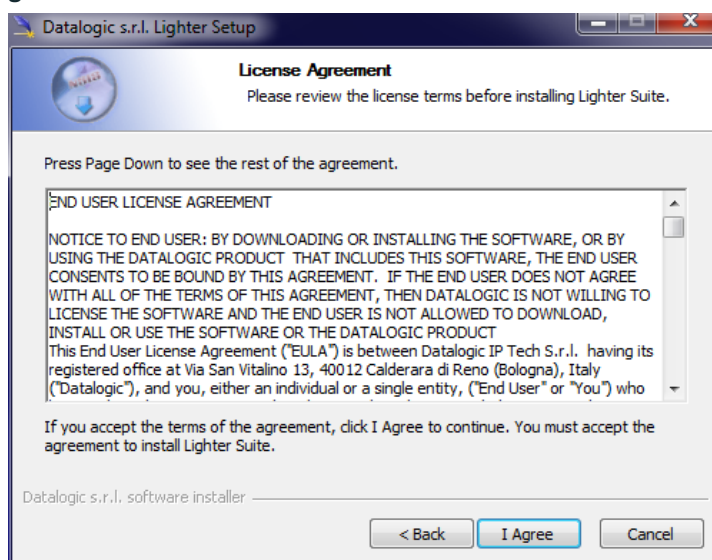 Datalogic s.r.l. Lighter Setup
License Agreement
Please review the license terms before installing Lighter Suite.
Press Page Down to see the rest of the agreement.
END USER LICENSE AGREEMENT
NOTICE TO END USER: BY DOWNLOADING OR INSTALLING THE SOFTWARE, OR BY
USING THE DATALOGIC PRODUCT THAT INCLUDES THIS SOFTWARE, THE END USER
CONSENTS TO BE BOUND BY THIS AGREEMENT. IF THE END USER DOES NOT AGREE
WITH ALL OF THE TERMS OF THIS AGREEMENT, THEN DATALOGIC IS NOT WILLING TO
LICENSE THE SOFTWARE AND THE END USER IS NOT ALLOWED TO DOWNLOAD,
INSTALL OR USE THE SOFTWARE OR THE DATALOGIC PRODUCT
This End User License Agreement ("EULA") is between Datalogic IP Tech S.r.l. having its
registered office at Via San Vitalino 13, 40012 Calderara di Reno (Bologna), Italy
("Datalogic"), and you, either an individual or a single entity, ("End User" or "You") who
If you accept the terms of the agreement, click I Agree to continue. You must accept the
agreement to install Lighter Suite.
Datalogic s.r.l. software installer
< Back
I Agree
Cancel